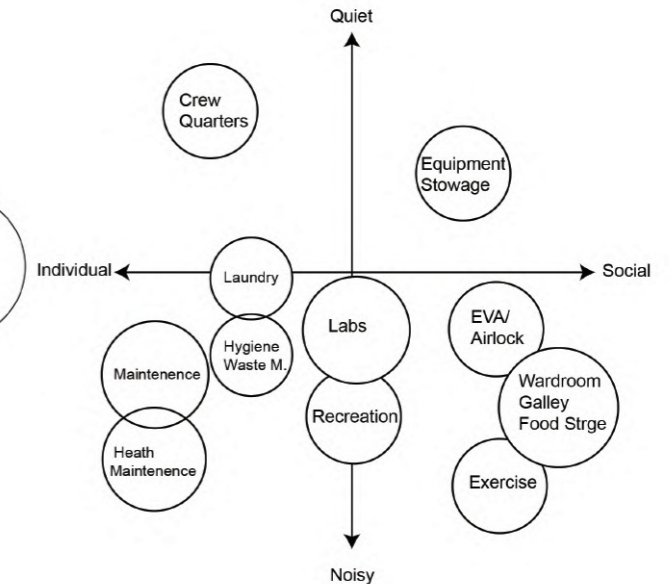 Quiet
Crew
Quarters
Equipment
Stowage
Individual
Social
Laundry
Labs
EVA/
Airlock
Hygiene
Waste M.
Maintenence
Wardroom
Galley
Food Strge
Recreation
Heath
Maintenence
Exercise
Noisy